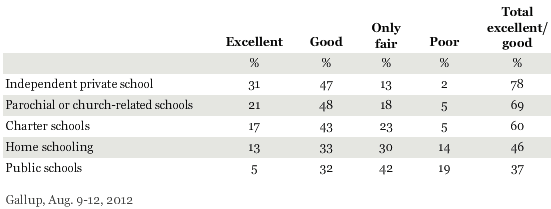 Excellent Good Only fair Poor Total excellent/ good
% % % % %
Independent private school 31 47 13 2 78
Parochial or church-related schools 21 48 18 5 69
Charter schools 17 43 23 5 60
Home schooling 13 33 30 14 46
Public schools 5 32 42 19 37
Gallup, Aug. 9-12, 2012